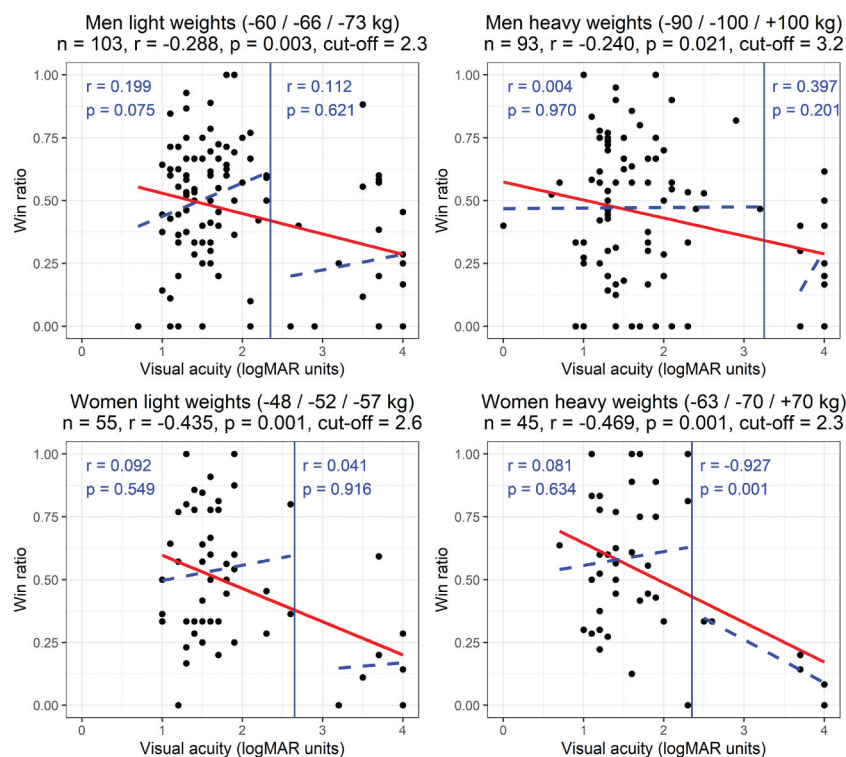 Men light weights (-60 / -66 / -73 kg)
n = 103, r = -0.288, p = 0.003, cut-off = 2.3
r = 0.199
p = 0.075
r = 0.112
p = 0.621
Win ratio
1.00
0.75
0.50
0.25
0.00
0 1 2 3 4
Visual acuity (logMAR units)
Men heavy weights (-90 / -100 / +100 kg)
n = 93, r = -0.240, p = 0.021, cut-off = 3.2
r = 0.004
p = 0.970
r = 0.397
p = 0.201
Win ratio
1.00
0.75
0.50
0.25
0.00
0 1 2 3 4
Visual acuity (logMAR units)
Women light weights (-48 / -52 / -57 kg)
n = 55, r = -0.435, p = 0.001, cut-off = 2.6
r = 0.092
p = 0.549
r = 0.041
p = 0.916
Win ratio
1.00
0.75
0.50
0.25
0.00
0 1 2 3 4
Visual acuity (logMAR units)
Women heavy weights (-63 / -70 / +70 kg)
n = 45, r = -0.469, p = 0.001, cut-off = 2.3
r = 0.081
p = 0.634
r = -0.927
p = 0.001
Win ratio
1.00
0.75
0.50
0.25
0.00
0 1 2 3 4
Visual acuity (logMAR units)